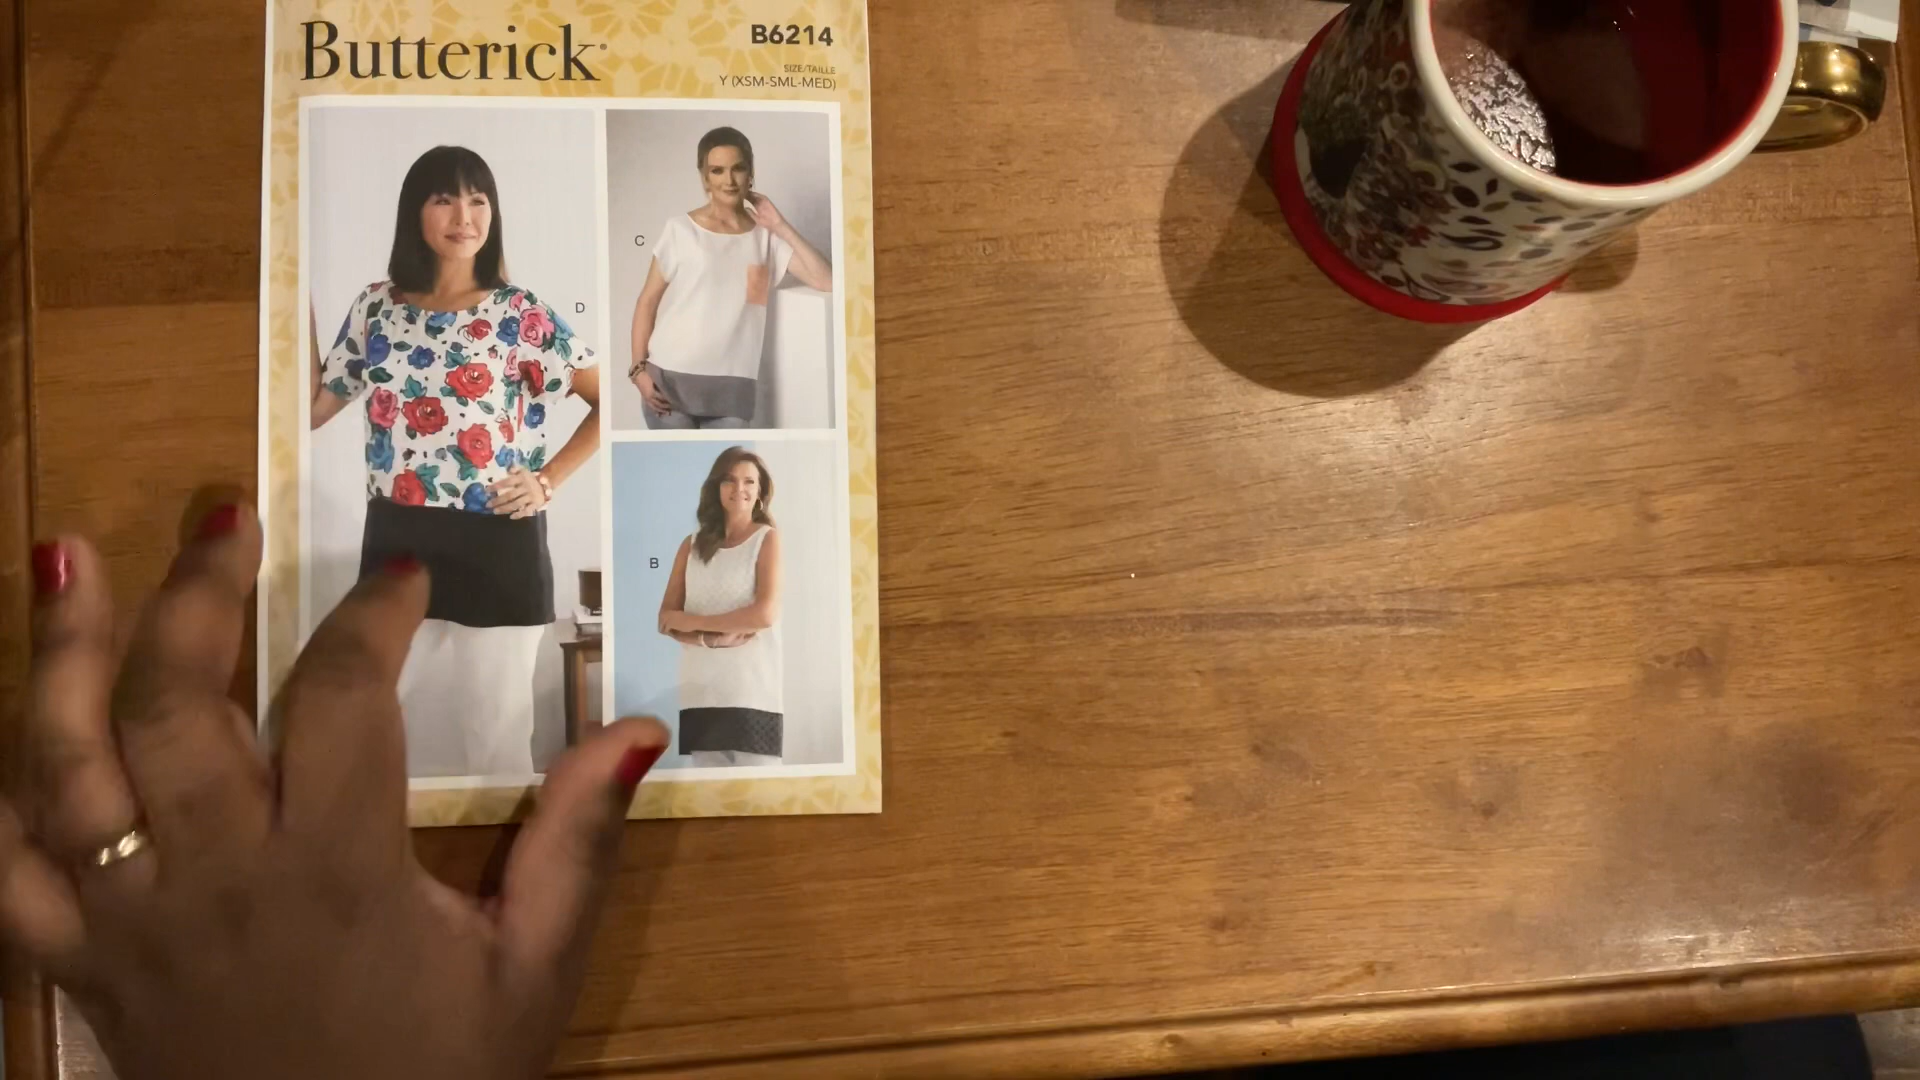 Butterick
B6214
SIZE/TAILLE
Y (XSM-SML-MED)
D
C
B